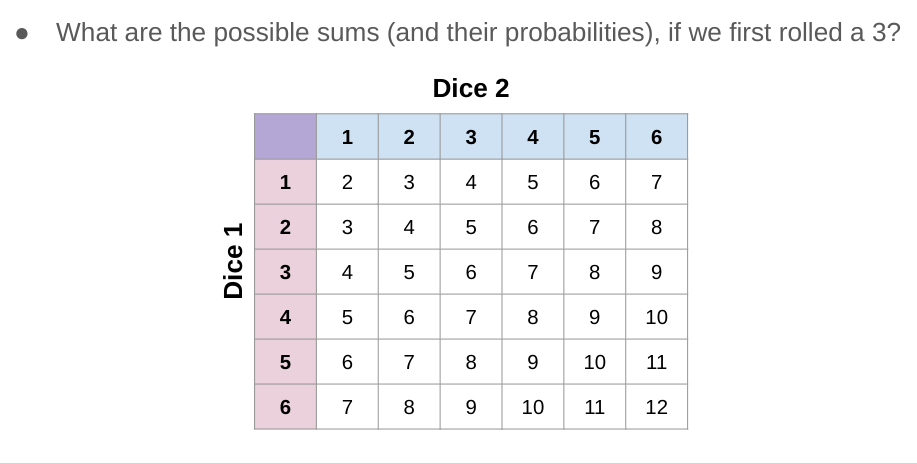 ● What are the possible sums (and their probabilities), if we first rolled a 3?
Dice 2
1 2 3 4 5 6
1 2 3 4 5 6 7
2 3 4 5 6 7 8
Dice 1
3 4 5 6 7 8 9
4 5 6 7 8 9 10
5 6 7 8 9 10 11
6 7 8 9 10 11 12